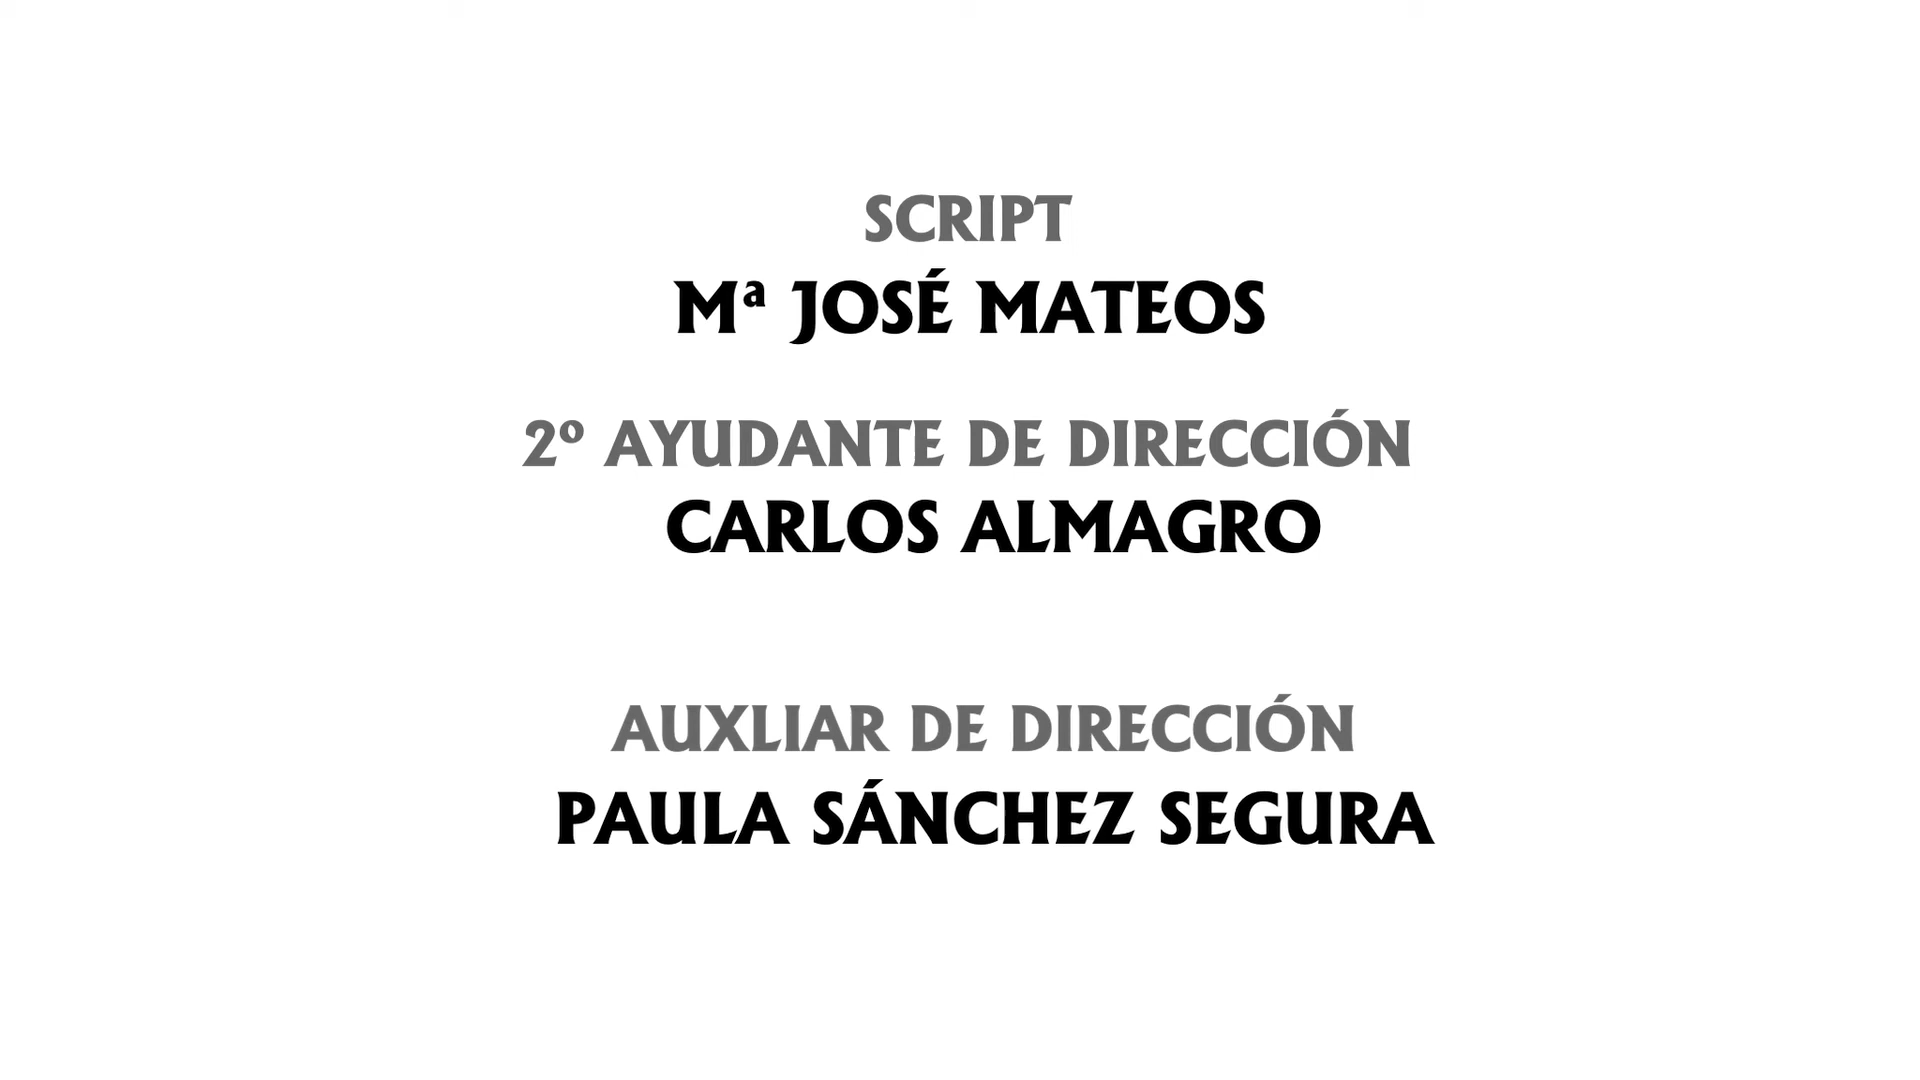 SCRIPT
Mª JOSÉ MATEOS
2º AYUDANTE DE DIRECCIÓN
CARLOS ALMAGRO
AUXLIAR DE DIRECCIÓN
PAULA SÁNCHEZ SEGURA